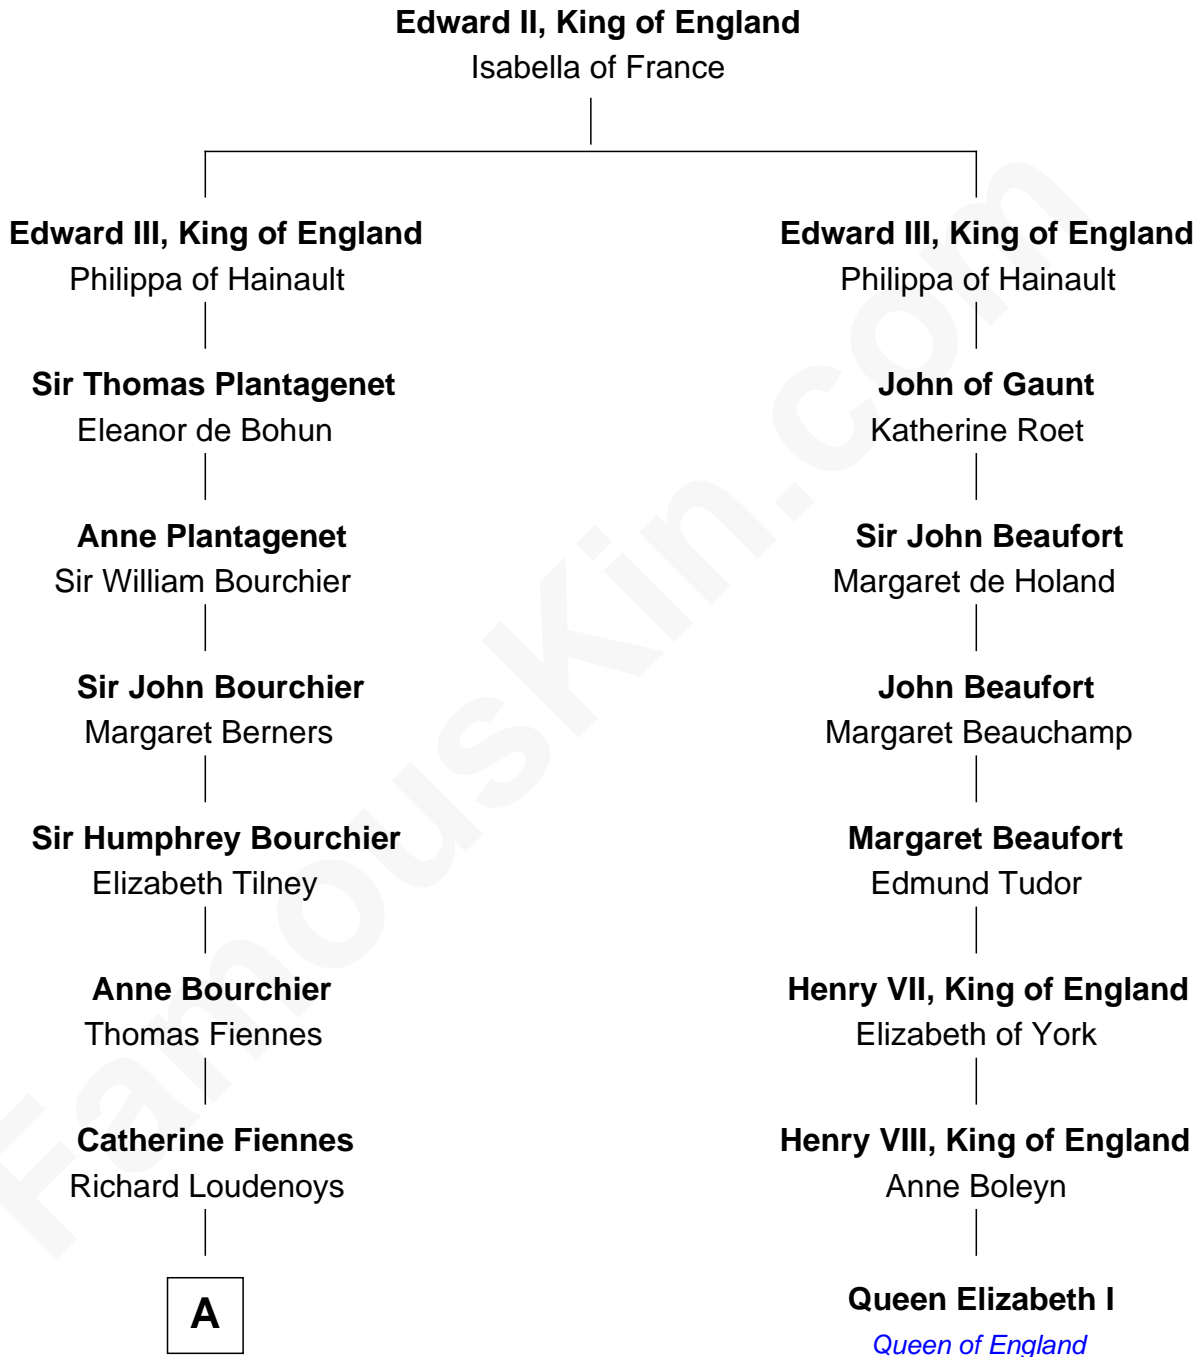 Edward II, King of England
Isabella of France
Edward III, King of England
Philippa of Hainault
Sir Thomas Plantagenet
Eleanor de Bohun
Anne Plantagenet
Sir William Bourchier
Sir John Bourchier
Margaret Berners
Sir Humphrey Bourchier
Elizabeth Tilney
Anne Bourchier
Thomas Fiennes
Catherine Fiennes
Richard Loudenoys
A
Edward III, King of England
Philippa of Hainault
John of Gaunt
Katherine Roet
Sir John Beaufort
Margaret de Holand
John Beaufort
Margaret Beauchamp
Margaret Beaufort
Edmund Tudor
Henry VII, King of England
Elizabeth of York
Henry VIII, King of England
Anne Boleyn
Queen Elizabeth I
Queen of England
FamousKin.com